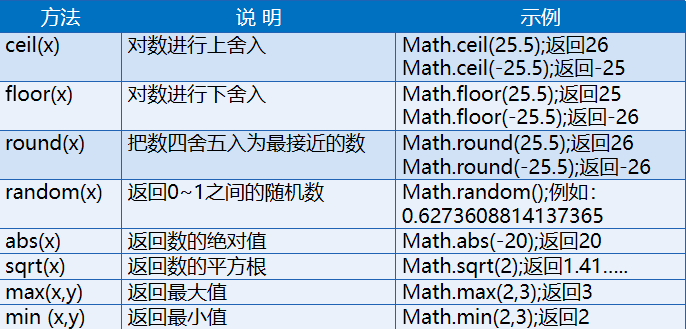 方法 说 明 示例
ceil(x) 对数进行上舍入 Math.ceil(25.5);返回26
Math.ceil(-25.5);返回-25
floor(x) 对数进行下舍入 Math.floor(25.5);返回25
Math.floor(-25.5);返回-26
round(x) 把数四舍五入为最接近的数 Math.round(25.5);返回26
Math.round(-25.5);返回-26
random(x) 返回0~1之间的随机数 Math.random();例如：
0.6273608814137365
abs(x) 返回数的绝对值 Math.abs(-20);返回20
sqrt(x) 返回数的平方根 Math.sqrt(2);返回1.41.....
max(x,y) 返回最大值 Math.max(2,3);返回3
min (x,y) 返回最小值 Math.min(2,3);返回2